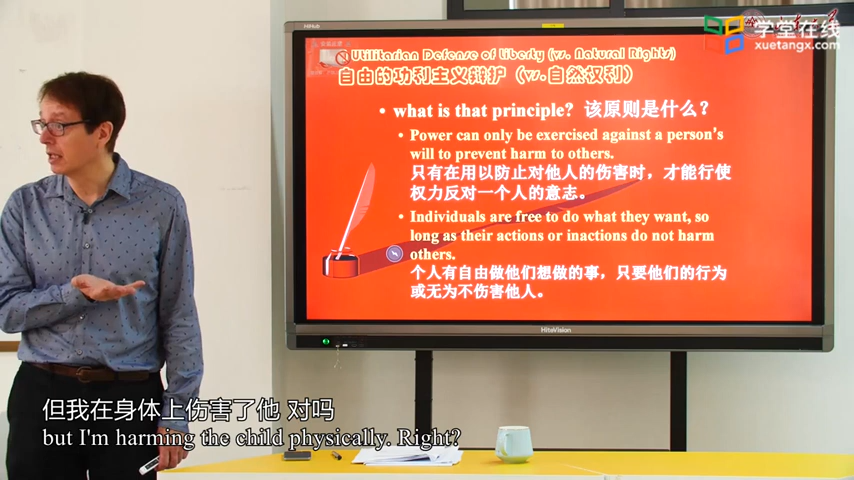 HiHub
学堂在线
xuetangx.com
Utilitarian Defense of Liberty (vs. Natural Rights)
自由的功利主义辩护（vs.自然权利）
• what is that principle? 该原则是什么？
• Power can only be exercised against a person's
will to prevent harm to others.
只有在用以防止对他人的伤害时，才能行使
权力反对一个人的意志。
• Individuals are free to do what they want, so
long as their actions or inactions do not harm
others.
个人有自由做他们想做的事，只要他们的行为
或无为不伤害他人。
HiteVision
但我在身体上伤害了他 对吗
but I'm harming the child physically. Right?